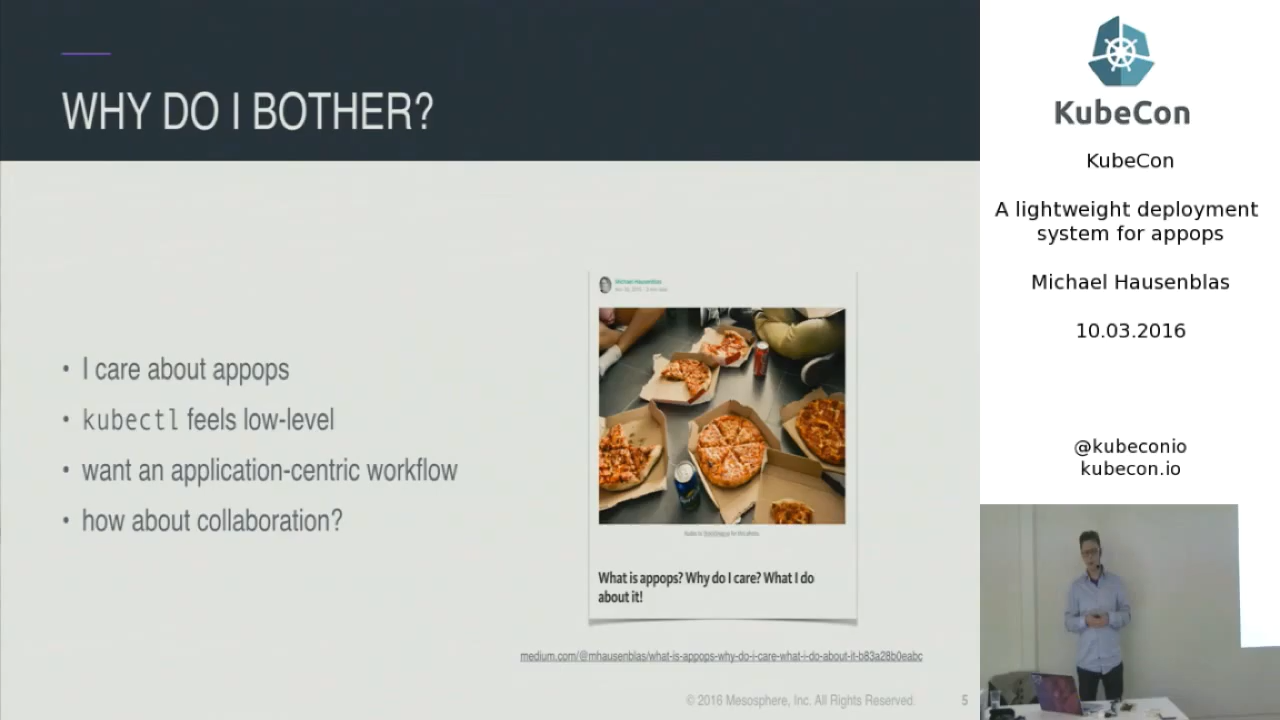 WHY DO I BOTHER?
• I care about appops
• kubectl feels low-level
• want an application-centric workflow
• how about collaboration?
Michael Hausenblas
What is appops? Why do I care? What I do
about it!
medium.com/@mhausenblas/what-is-appops-why-do-i-care-what-i-do-about-it-b83a28b0eabc
© 2016 Mesosphere, Inc. All Rights Reserved.
5
KubeCon
KubeCon
A lightweight deployment
system for appops
Michael Hausenblas
10.03.2016
@kubeconio
kubecon.io